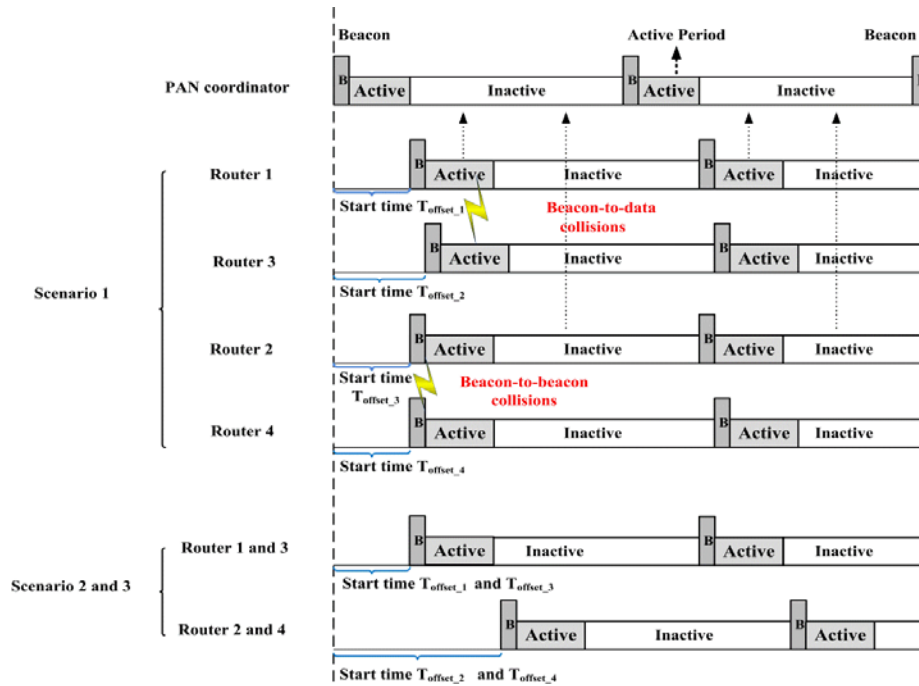 Beacon Active Period Beacon
PAN coordinator B Active Inactive B Active Inactive
Router 1 B Active Inactive B Active Inactive
Start time Toffset_1
Beacon-to-data
collisions
Router 3 B Active Inactive B Active Inactive
Start time Toffset_2
Scenario 1
Router 2 B Active Inactive B Active Inactive
Start time
Toffset_3
Beacon-to-beacon
collisions
Router 4 B Active Inactive B Active Inactive
Start time Toffset_4
Router 1 and 3 B Active Inactive B Active Inactive
Start time Toffset_1 and Toffset_3
Scenario 2 and 3
Router 2 and 4 B Active Inactive B Active
Start time Toffset_2 and Toffset_4